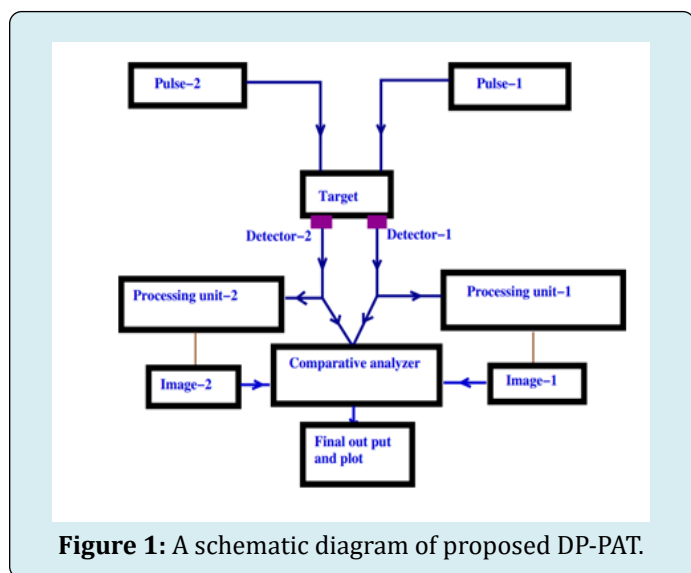 Pulse−2
Pulse−1
Target
Detector−2
Detector−1
Processing unit−2
Processing unit−1
Comparative analyzer
Image−2
Image−1
Final out put
and plot
Figure 1: A schematic diagram of proposed DP-PAT.